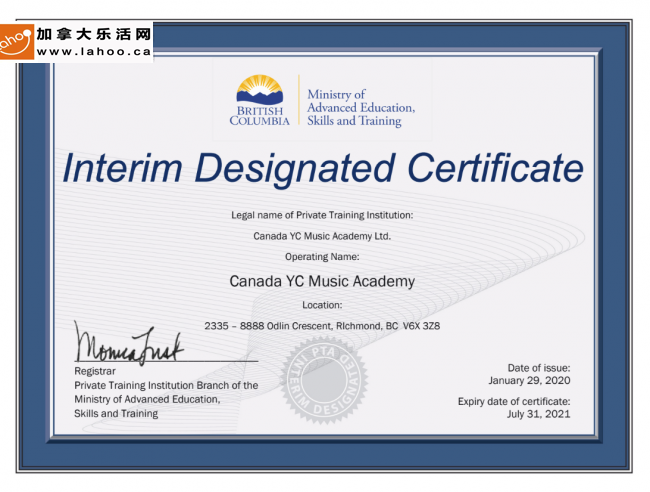 加拿大乐活网
www.lahoo.ca
BRITISH
COLUMBIA
Ministry of
Advanced Education,
Skills and Training
Interim Designated Certificate
Legal name of Private Training Institution:
Canada YC Music Academy Ltd.
Operating Name:
Canada YC Music Academy
Location:
2335 – 8888 Odlin Crescent, RIchmond, BC V6X 3Z8
Monica Lust
Registrar
Private Training Institution Branch of the
Ministry of Advanced Education,
Skills and Training
PTA
INTERIM DESIGNATED
Date of issue:
January 29, 2020
Expiry date of certificate:
July 31, 2021